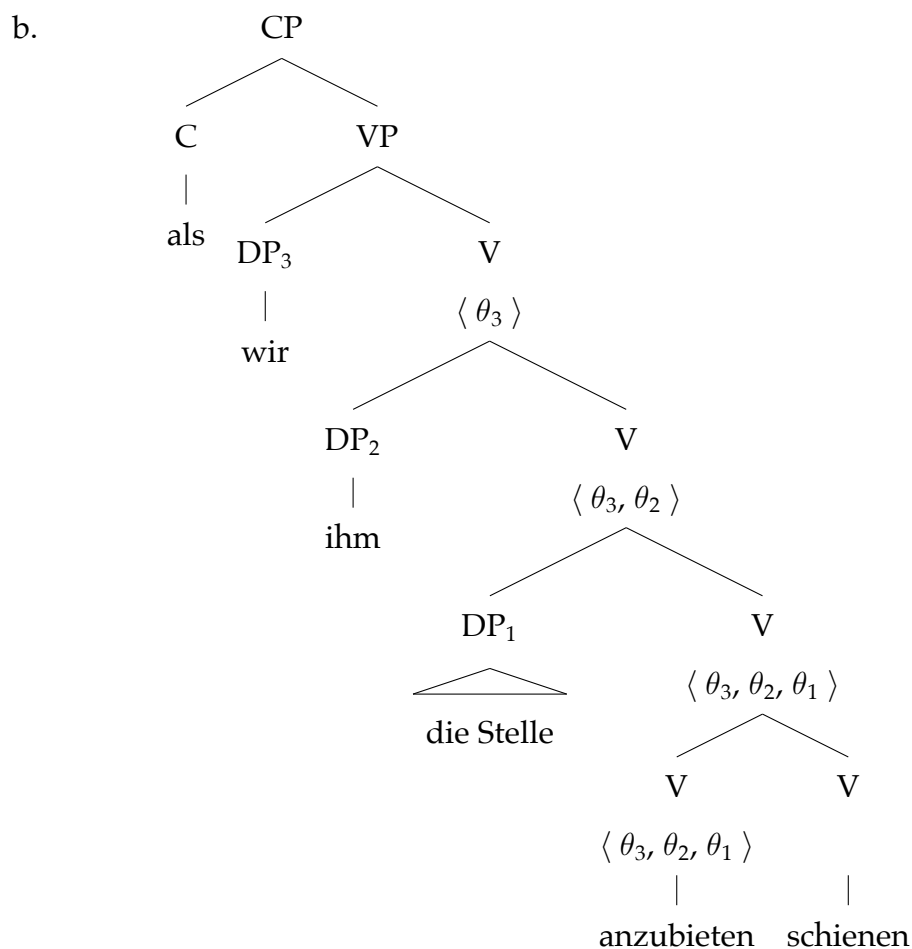 b.
CP
C VP
als
DP₃ V
⟨ θ₃ ⟩
wir
DP₂ V
⟨ θ₃, θ₂ ⟩
ihm
DP₁ V
⟨ θ₃, θ₂, θ₁ ⟩
die Stelle
V V
⟨ θ₃, θ₂, θ₁ ⟩
anzubieten schienen